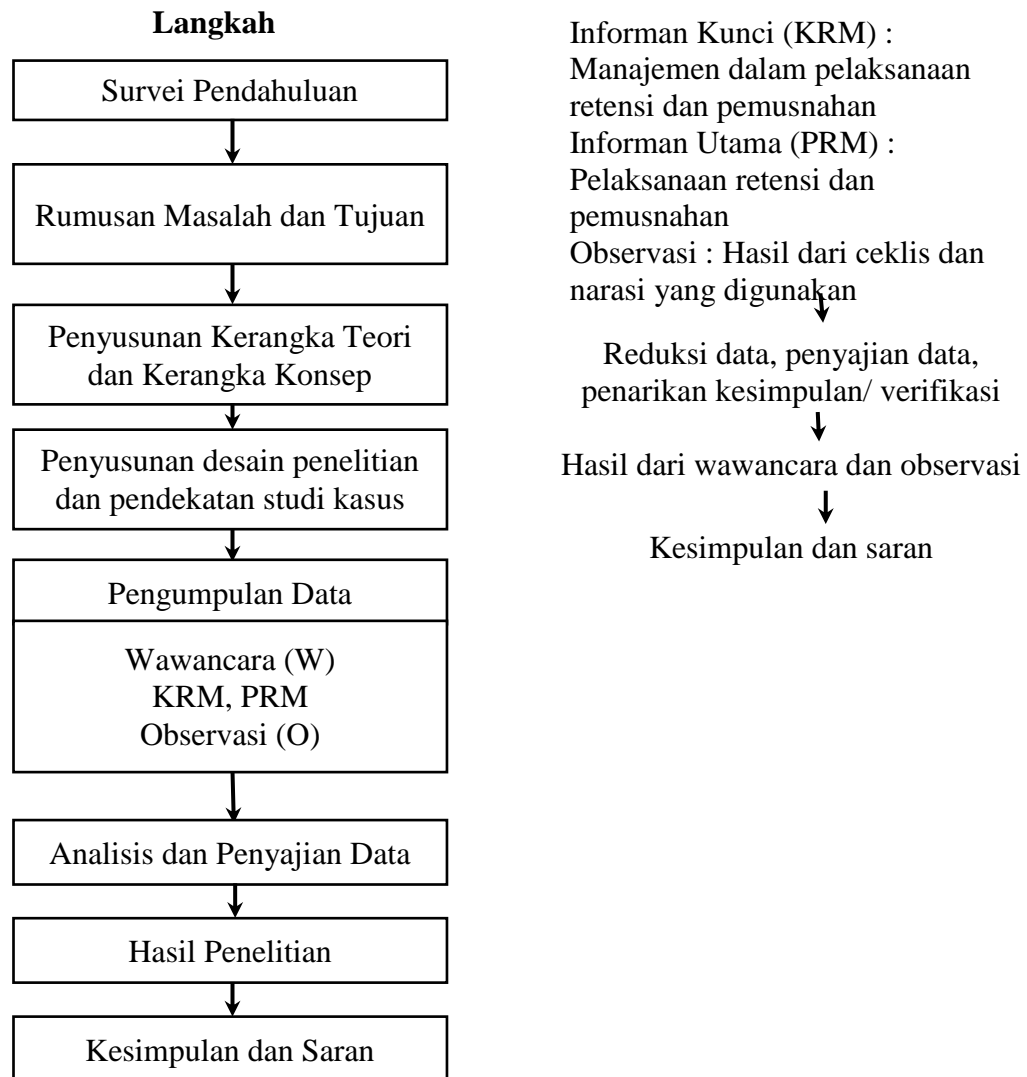 Langkah
Survei Pendahuluan
Rumusan Masalah dan Tujuan
Penyusunan Kerangka Teori
dan Kerangka Konsep
Penyusunan desain penelitian
dan pendekatan studi kasus
Pengumpulan Data
Wawancara (W)
KRM, PRM
Observasi (O)
Analisis dan Penyajian Data
Hasil Penelitian
Kesimpulan dan Saran
Informan Kunci (KRM) :
Manajemen dalam pelaksanaan
retensi dan pemusnahan
Informan Utama (PRM) :
Pelaksanaan retensi dan
pemusnahan
Observasi : Hasil dari ceklis dan
narasi yang digunakan
Reduksi data, penyajian data,
penarikan kesimpulan/ verifikasi
Hasil dari wawancara dan observasi
Kesimpulan dan saran